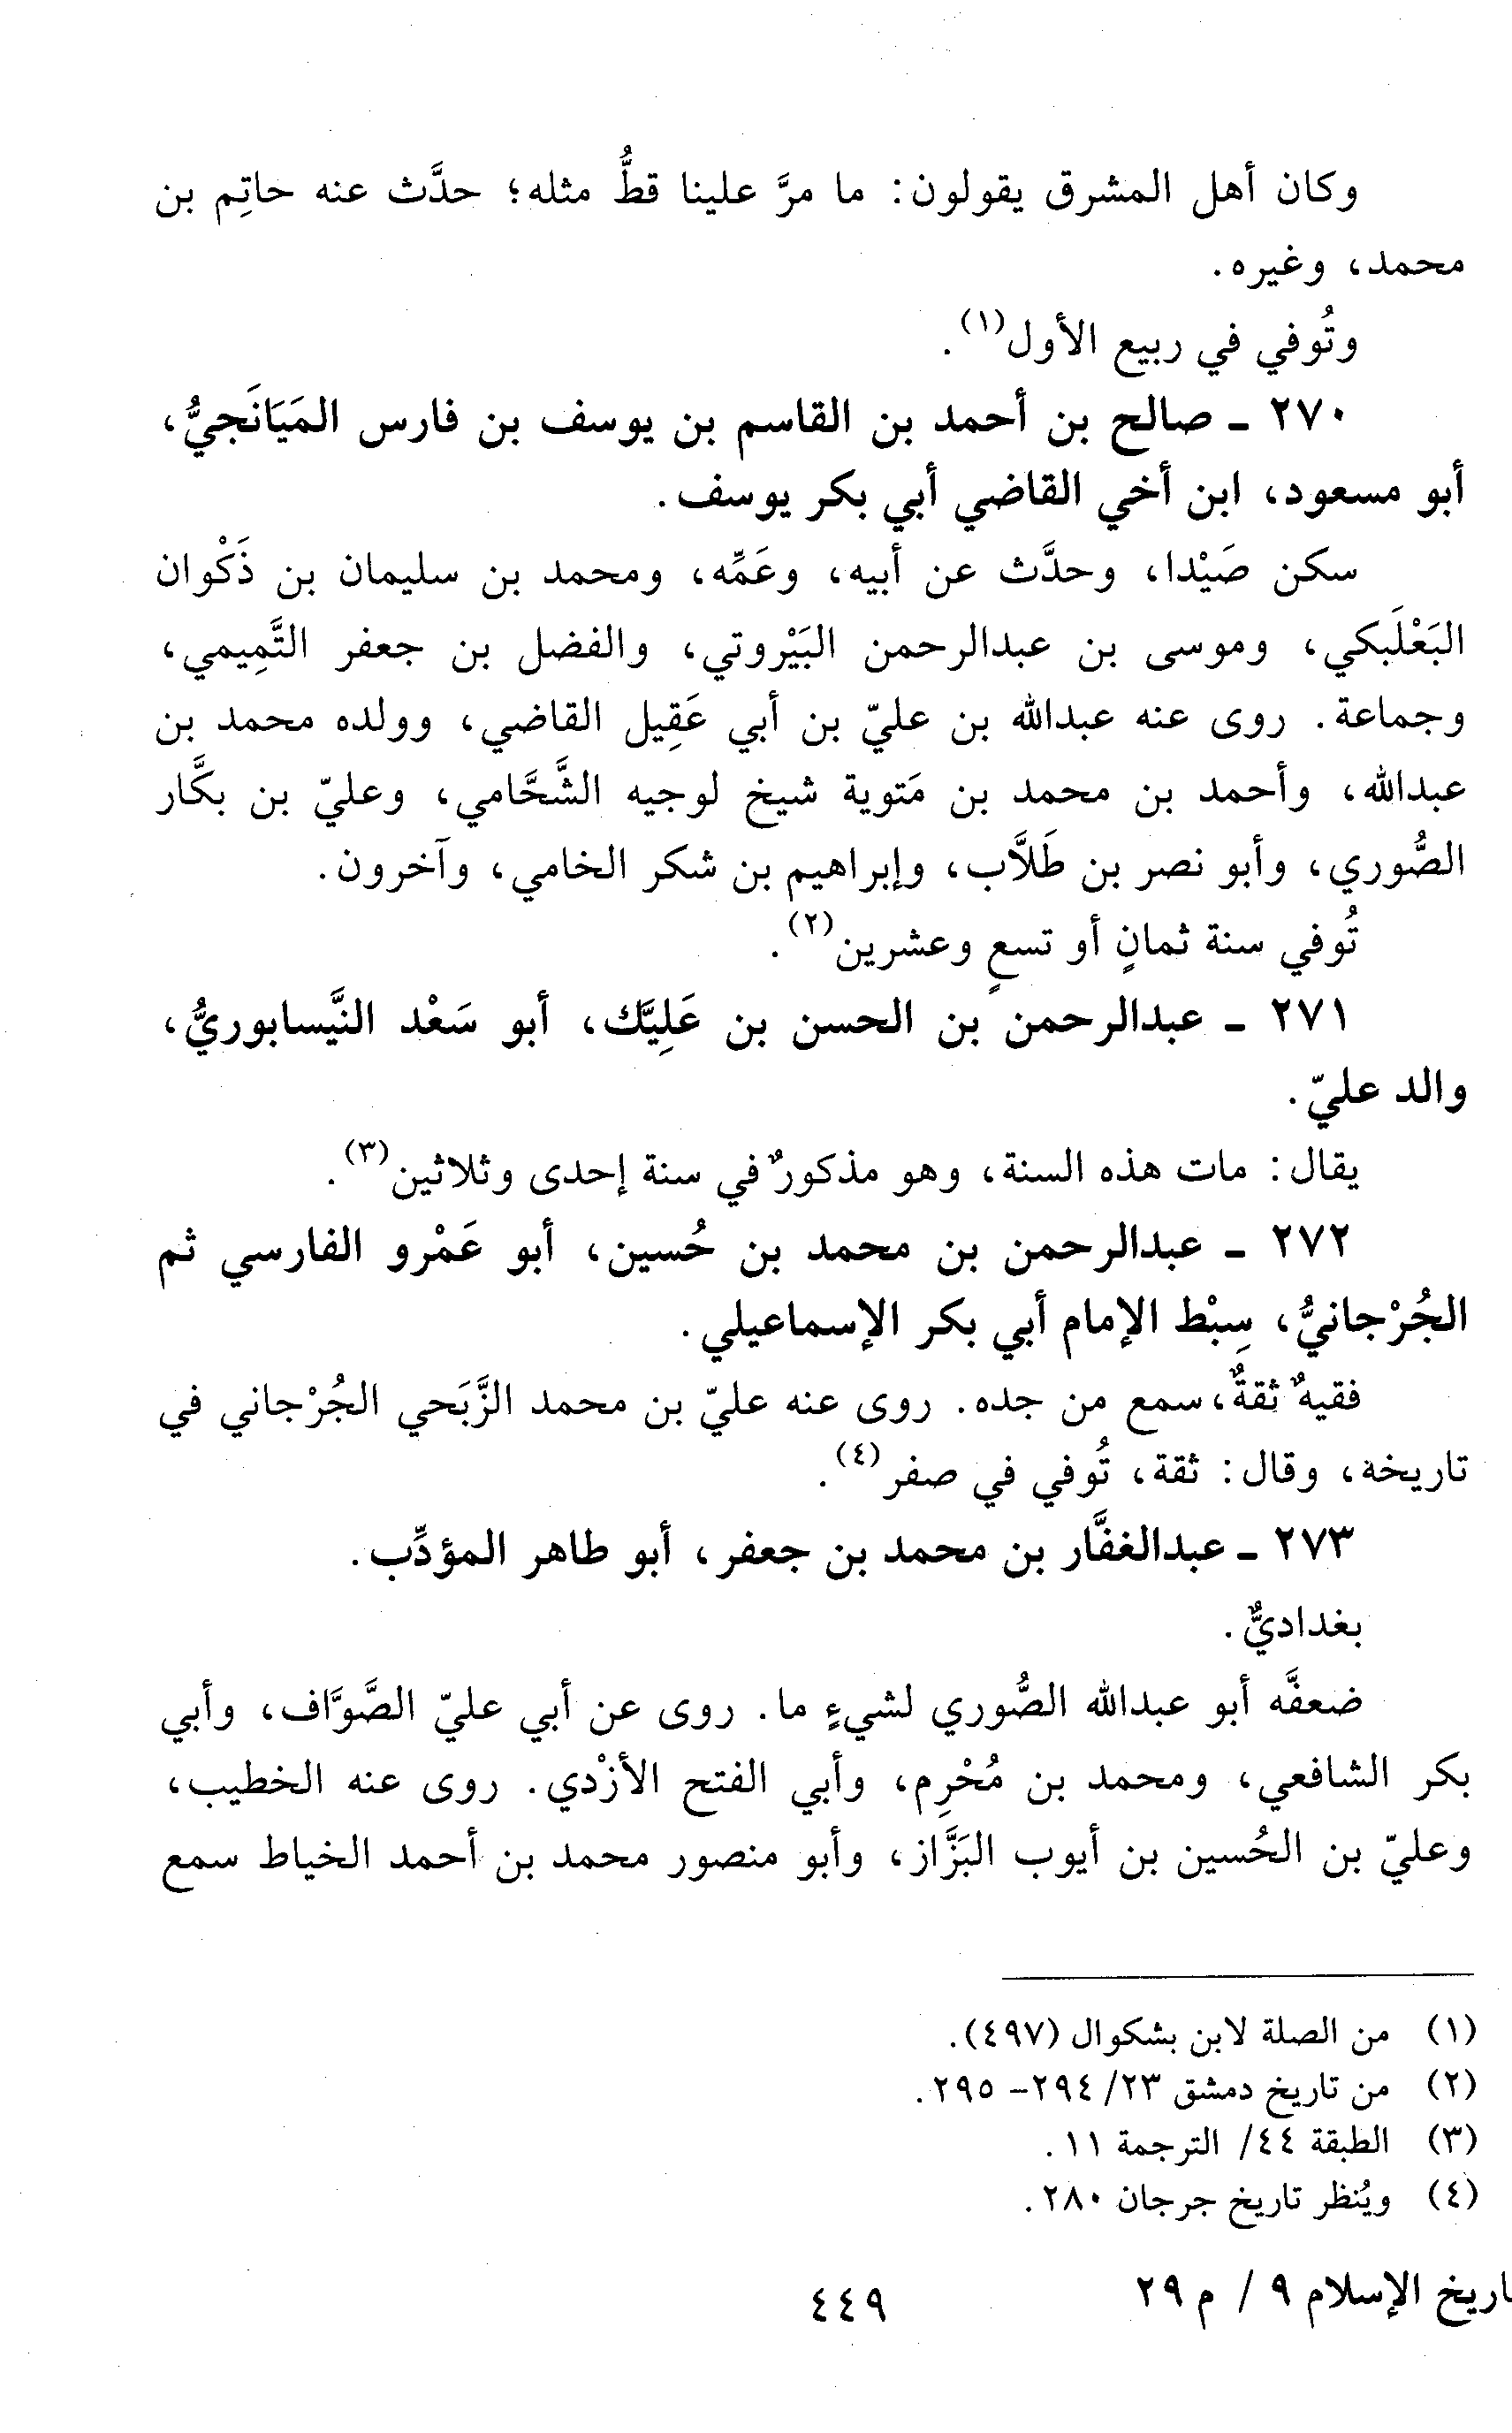 وكان أهل المشرق يقولون: ما مرَّ علينا قطُّ مثله؛ حدَّث عنه حاتِم بن
محمد، وغيره.
وتُوفي في ربيع الأول(١).
٢٧٠ ـ صالح بن أحمد بن القاسم بن يوسف بن فارس المَيَانَجيُّ،
أبو مسعود، ابن أخي القاضي أبي بكر يوسف.
سكن صَيْدا، وحدَّث عن أبيه، وعَمِّه، ومحمد بن سليمان بن ذَكْوان
البَعْلَبكي، وموسى بن عبدالرحمن البَيْروتي، والفضل بن جعفر التَّمِيمي،
وجماعة. روى عنه عبدالله بن عليّ بن أبي عَقِيل القاضي، وولده محمد بن
عبدالله، وأحمد بن محمد بن مَتوية شيخ لوجيه الشَّحَّامي، وعليّ بن بكَّار
الصُّوري، وأبو نصر بن طَلاَّب، وإبراهيم بن شكر الخامي، وآخرون.
تُوفي سنة ثمانٍ أو تسعٍ وعشرين(٢).
٢٧١ ـ عبدالرحمن بن الحسن بن عَلِيَّك، أبو سَعْد النَّيسابوريُّ،
والد عليّ.
يقال: مات هذه السنة، وهو مذكورٌ في سنة إحدى وثلاثين(٣).
٢٧٢ ـ عبدالرحمن بن محمد بن حُسين، أبو عَمْرو الفارسي ثم
الجُرْجانيُّ، سِبْط الإمام أبي بكر الإسماعيلي.
فقيهٌ ثقةٌ، سمع من جده. روى عنه عليّ بن محمد الزَّبَحي الجُرْجاني في
تاريخه، وقال: ثقة، تُوفي في صفر(٤).
٢٧٣ ـ عبدالغفَّار بن محمد بن جعفر، أبو طاهر المؤدِّب.
بغداديٌّ.
ضعفَّه أبو عبدالله الصُّوري لشيءٍ ما. روى عن أبي عليّ الصَّوَّاف، وأبي
بكر الشافعي، ومحمد بن مُحْرِم، وأبي الفتح الأزْدي. روى عنه الخطيب،
وعليّ بن الحُسين بن أيوب البَزَّاز، وأبو منصور محمد بن أحمد الخياط سمع
(١) من الصلة لابن بشكوال (٤٩٧).
(٢) من تاريخ دمشق ٢٣/ ٢٩٤- ٢٩٥.
(٣) الطبقة ٤٤/ الترجمة ١١.
(٤) ويُنظر تاريخ جرجان ٢٨٠.
اريخ الإسلام ٩ / م ٢٩
٤٤٩